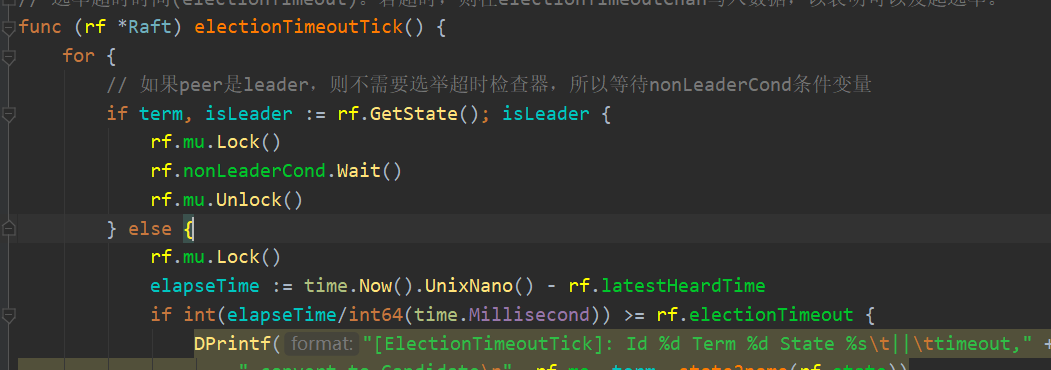 // 选举超时时间(electionTimeout)。若超时，则往electionTimeoutChan写入数据，以表明可以发起选举。
func (rf *Raft) electionTimeoutTick() {
for {
// 如果peer是leader，则不需要选举超时检查器，所以等待nonLeaderCond条件变量
if term, isLeader := rf.GetState(); isLeader {
rf.mu.Lock()
rf.nonLeaderCond.Wait()
rf.mu.Unlock()
} else {
rf.mu.Lock()
elapseTime := time.Now().UnixNano() - rf.latestHeardTime
if int(elapseTime/int64(time.Millisecond)) >= rf.electionTimeout {
DPrintf( format: "[ElectionTimeoutTick]: Id %d Term %d State %s\t||\ttimeout," +
" convert to Candidate\n", rf.me, term, state2name(rf.state))